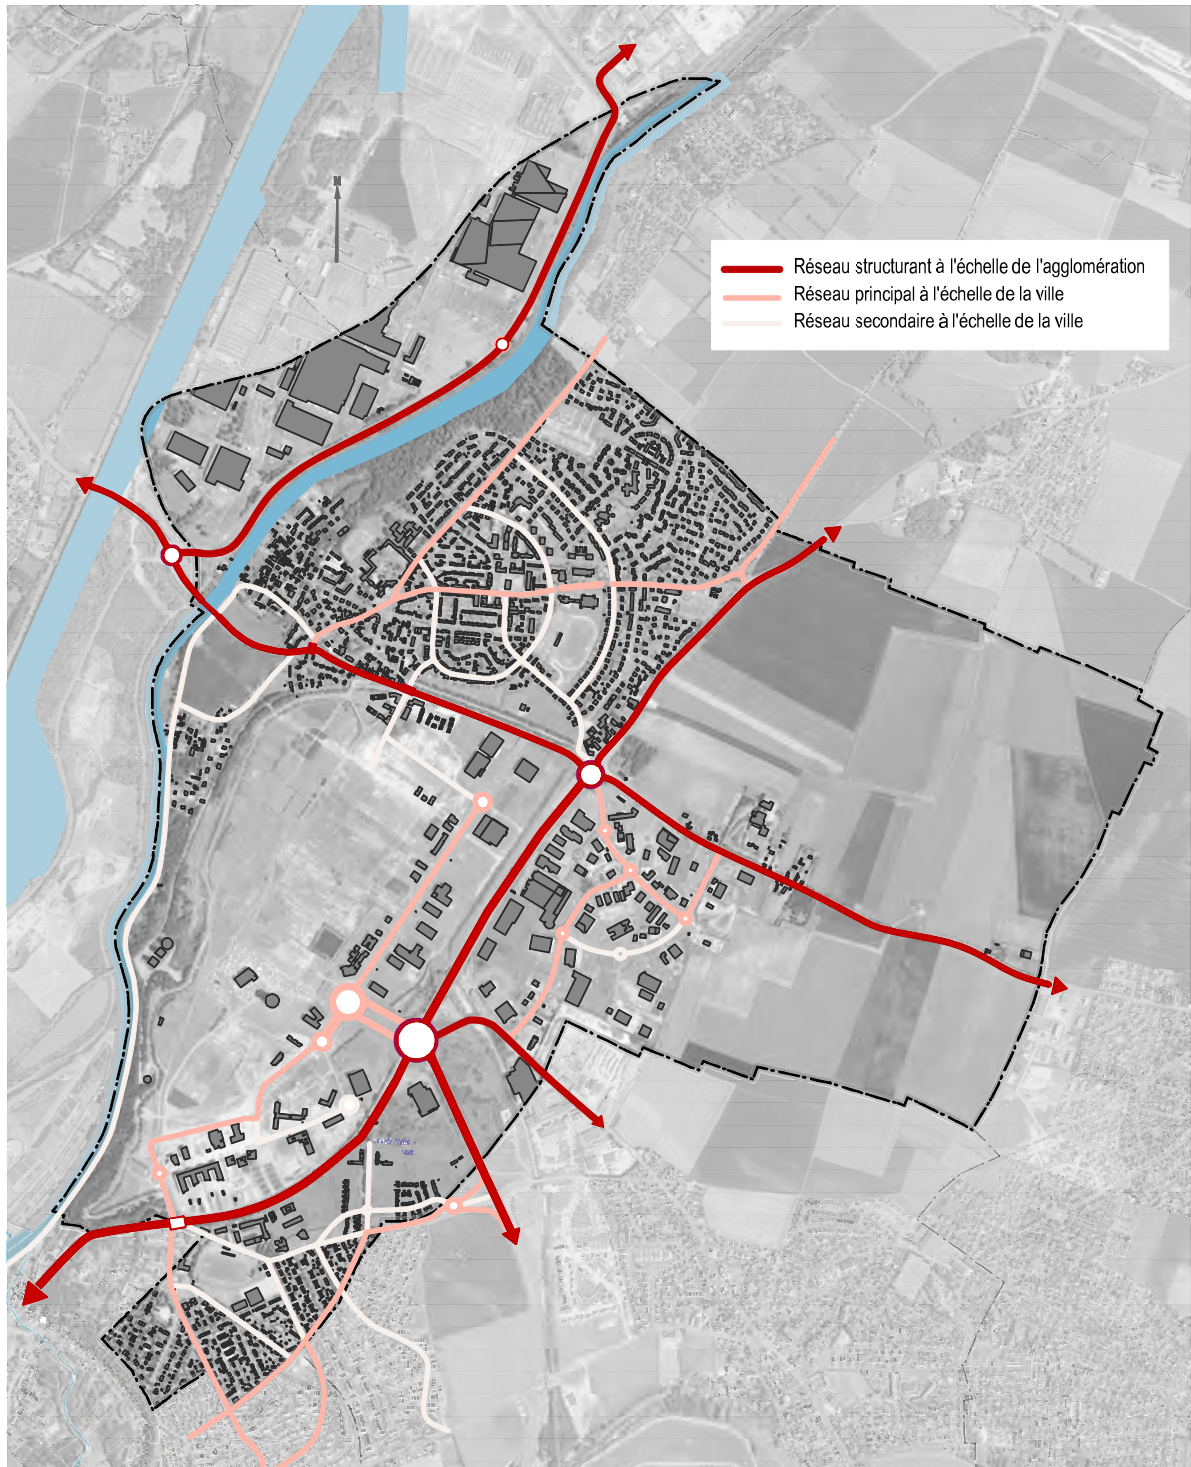 N
Réseau structurant à l'échelle de l'agglomération
Réseau principal à l'échelle de la ville
Réseau secondaire à l'échelle de la ville